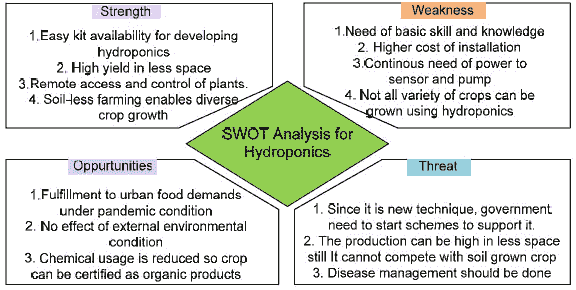 Strength
1.Easy kit availability for developing
hydroponics
2. High yield in less space
3.Remote access and control of plants.
4. Soil-less farming enables diverse
crop growth
Weakness
1.Need of basic skill and knowledge
2. Higher cost of installation
3.Continous need of power to
sensor and pump
4. Not all variety of crops can be
grown using hydroponics
SWOT Analysis for
Hydroponics
Oppurtunities
1.Fulfillment to urban food demands
under pandemic condition
2. No effect of external environmental
condition
3. Chemical usage is reduced so crop
can be certified as organic products
Threat
1. Since it is new technique, government
need to start schemes to support it.
2. The production can be high in less space
still It cannot compete with soil grown crop
3. Disease management should be done